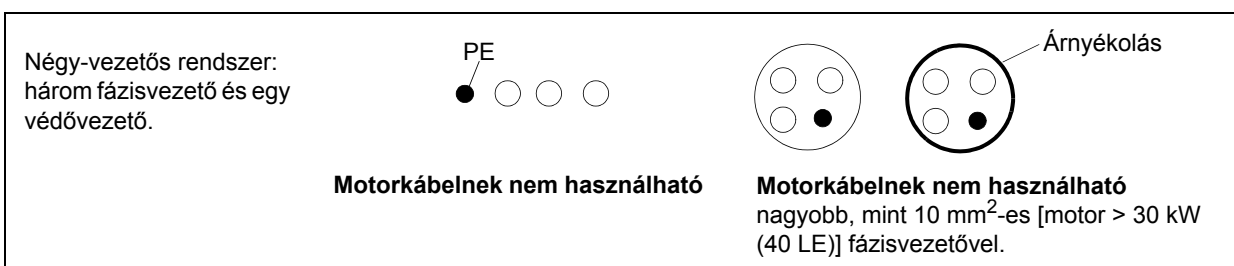 Négy-vezetős rendszer:
három fázisvezető és egy
védővezető.
PE
Árnyékolás
Motorkábelnek nem használható
Motorkábelnek nem használható
nagyobb, mint 10 mm²-es [motor > 30 kW
(40 LE)] fázisvezetővel.